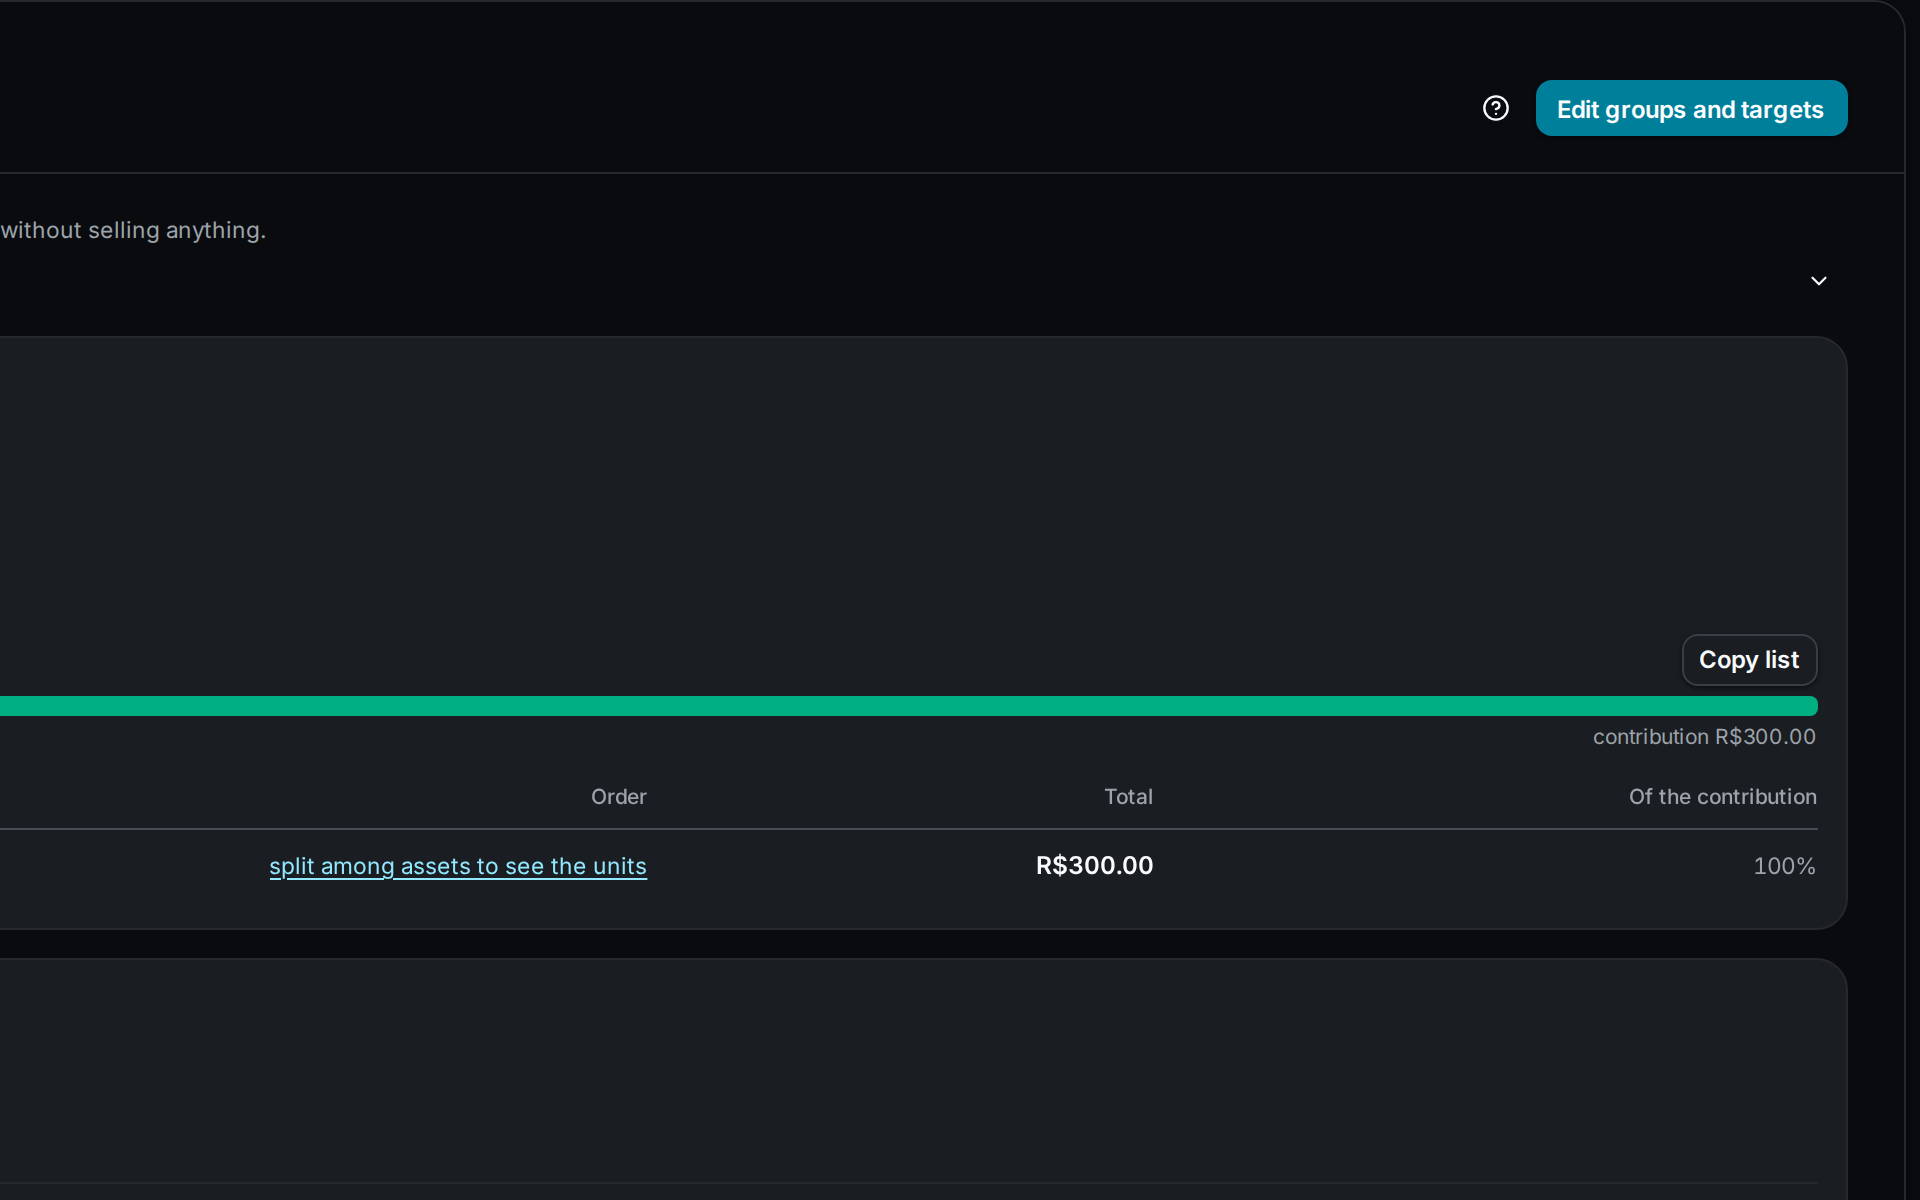 Edit groups and targets
without selling anything.
Copy list
contribution R$300.00
Order Total Of the contribution
split among assets to see the units R$300.00 100%